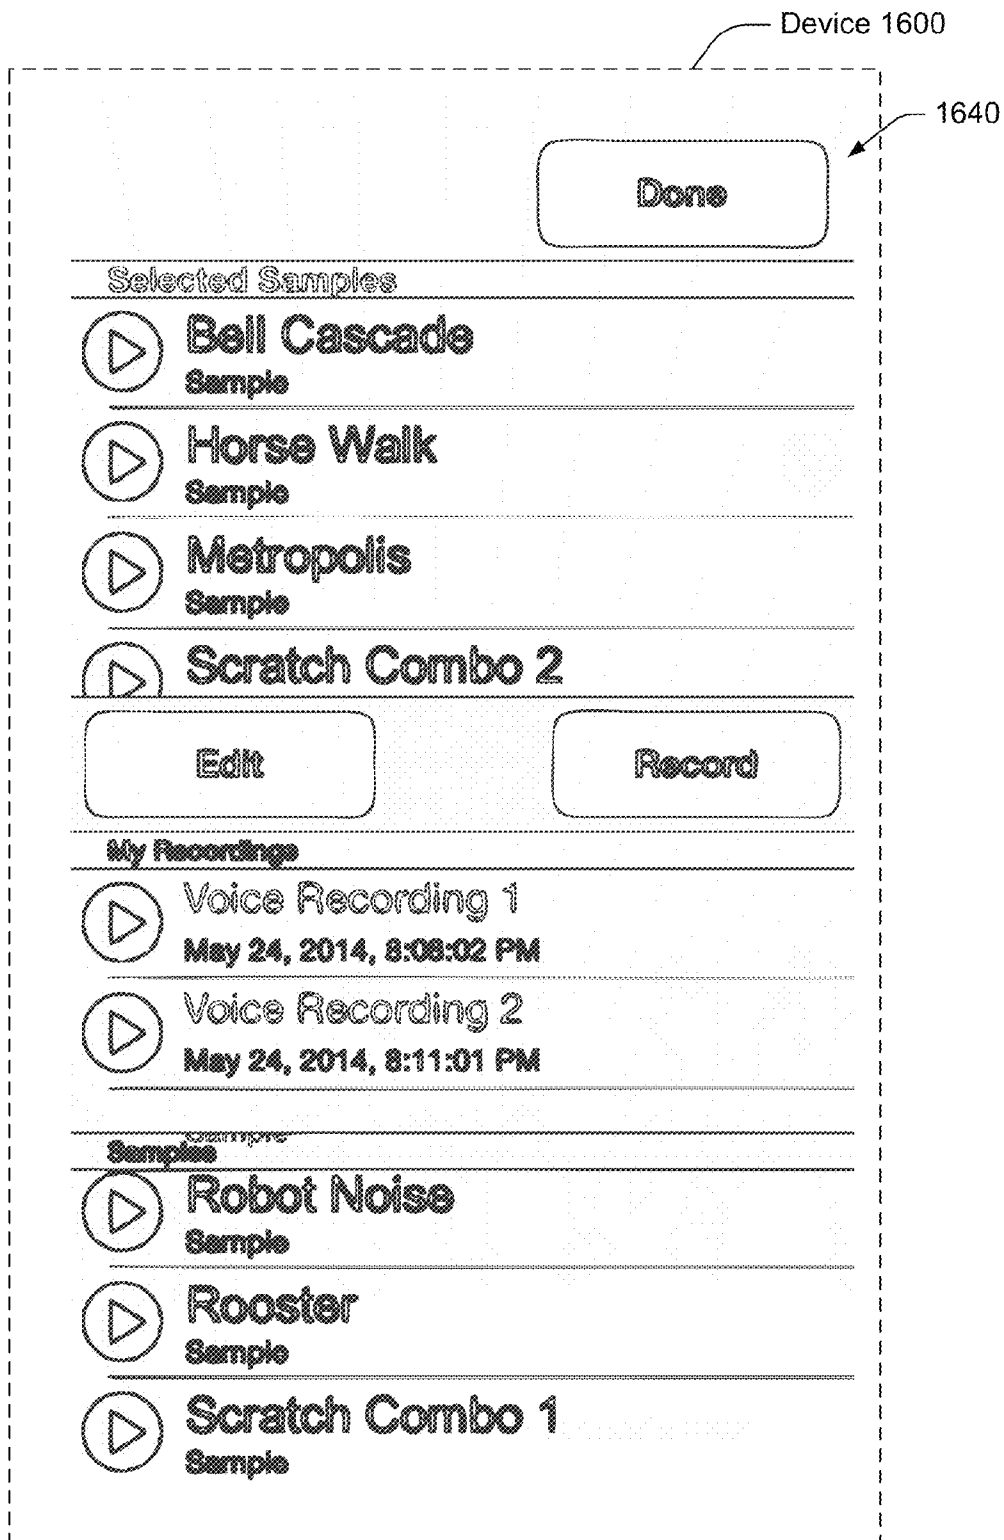 Device 1600
1640
Done
Selected Samples
Bell Cascade
Sample
Horse Walk
Sample
Metropolis
Sample
Scratch Combo 2
Edit
Record
My Recordings
Voice Recording 1
May 24, 2014, 8:08:02 PM
Voice Recording 2
May 24, 2014, 8:11:01 PM
Sample
Samples
Robot Noise
Sample
Rooster
Sample
Scratch Combo 1
Sample